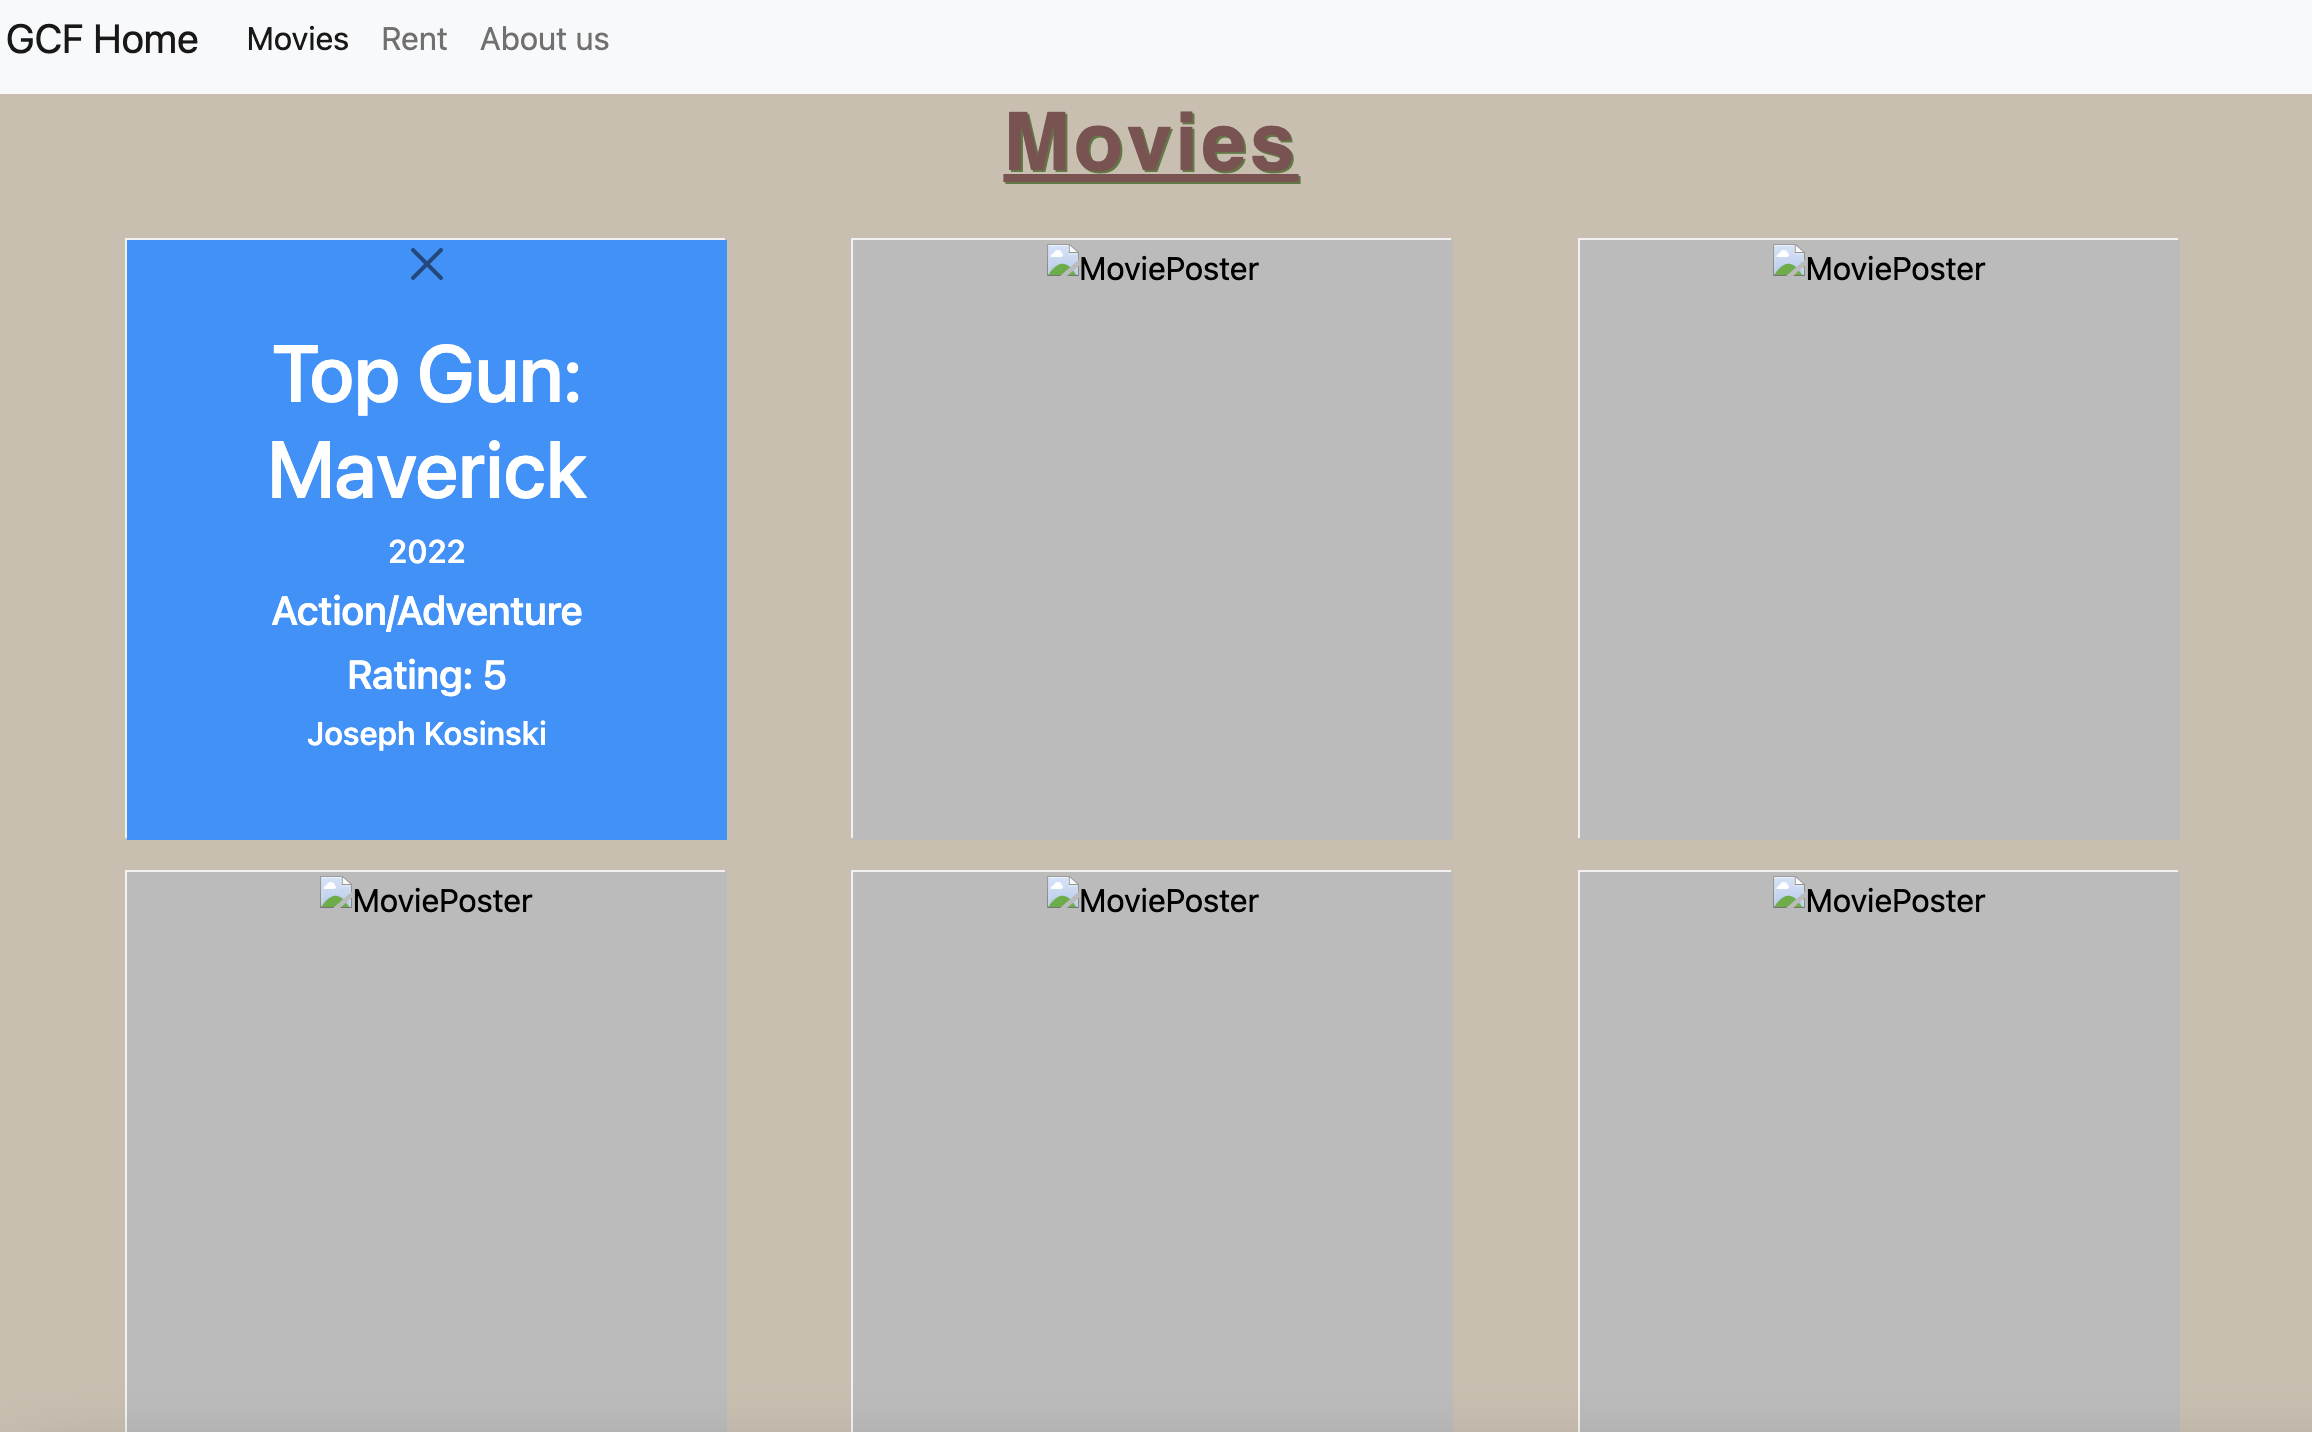 GCF Home Movies Rent About us
Movies
Top Gun:
Maverick
2022
Action/Adventure
Rating: 5
Joseph Kosinski
MoviePoster
MoviePoster
MoviePoster
MoviePoster
MoviePoster